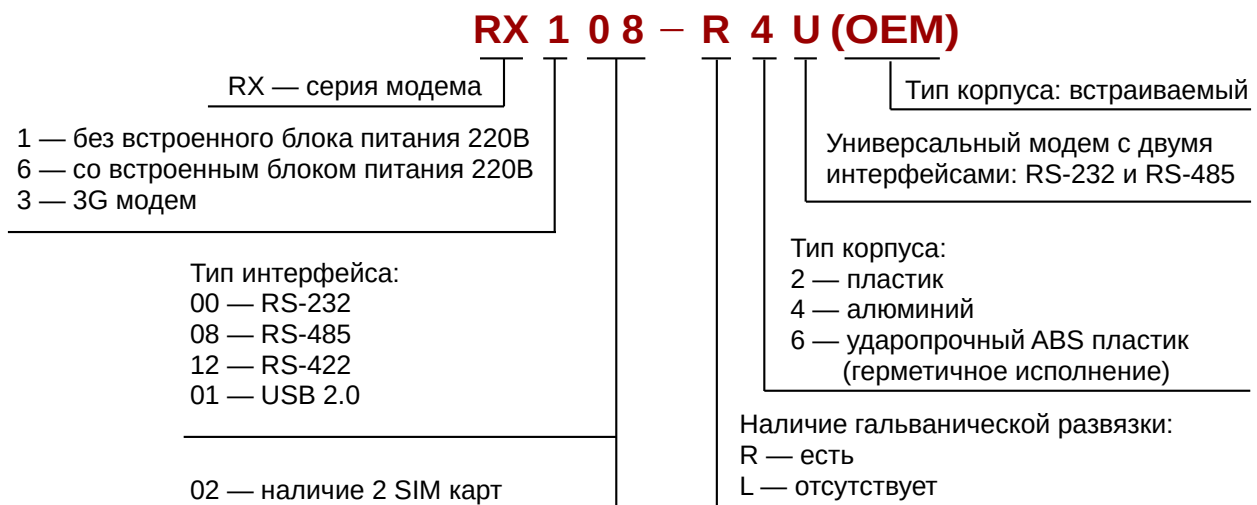 RX 1 0 8 – R 4 U (OEM)
RX — серия модема
1 — без встроенного блока питания 220В
6 — со встроенным блоком питания 220В
3 — 3G модем
Тип интерфейса:
00 — RS-232
08 — RS-485
12 — RS-422
01 — USB 2.0
02 — наличие 2 SIM карт
Тип корпуса: встраиваемый
Универсальный модем с двумя
интерфейсами: RS-232 и RS-485
Тип корпуса:
2 — пластик
4 — алюминий
6 — ударопрочный ABS пластик
(герметичное исполнение)
Наличие гальванической развязки:
R — есть
L — отсутствует